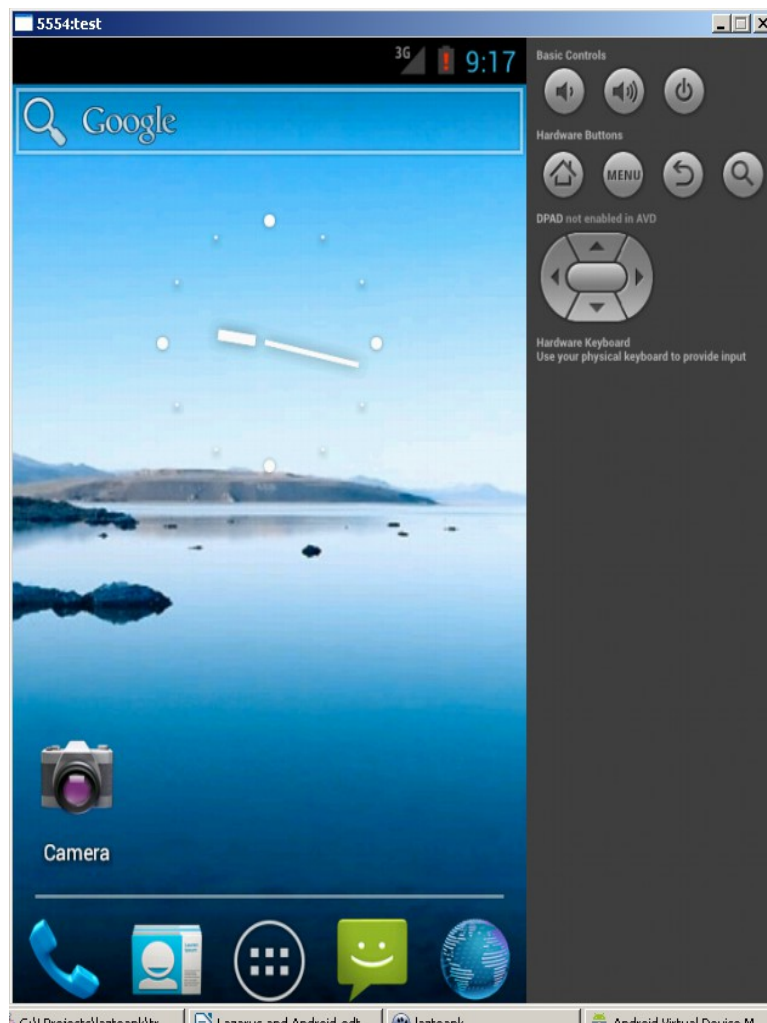 5554:test
3G 9:17
Google
Basic Controls
Hardware Buttons
MENU
DPAD not enabled in AVD
Hardware Keyboard
Use your physical keyboard to provide input
Camera
Lazarus and Android.odt
Android Virtual Device M